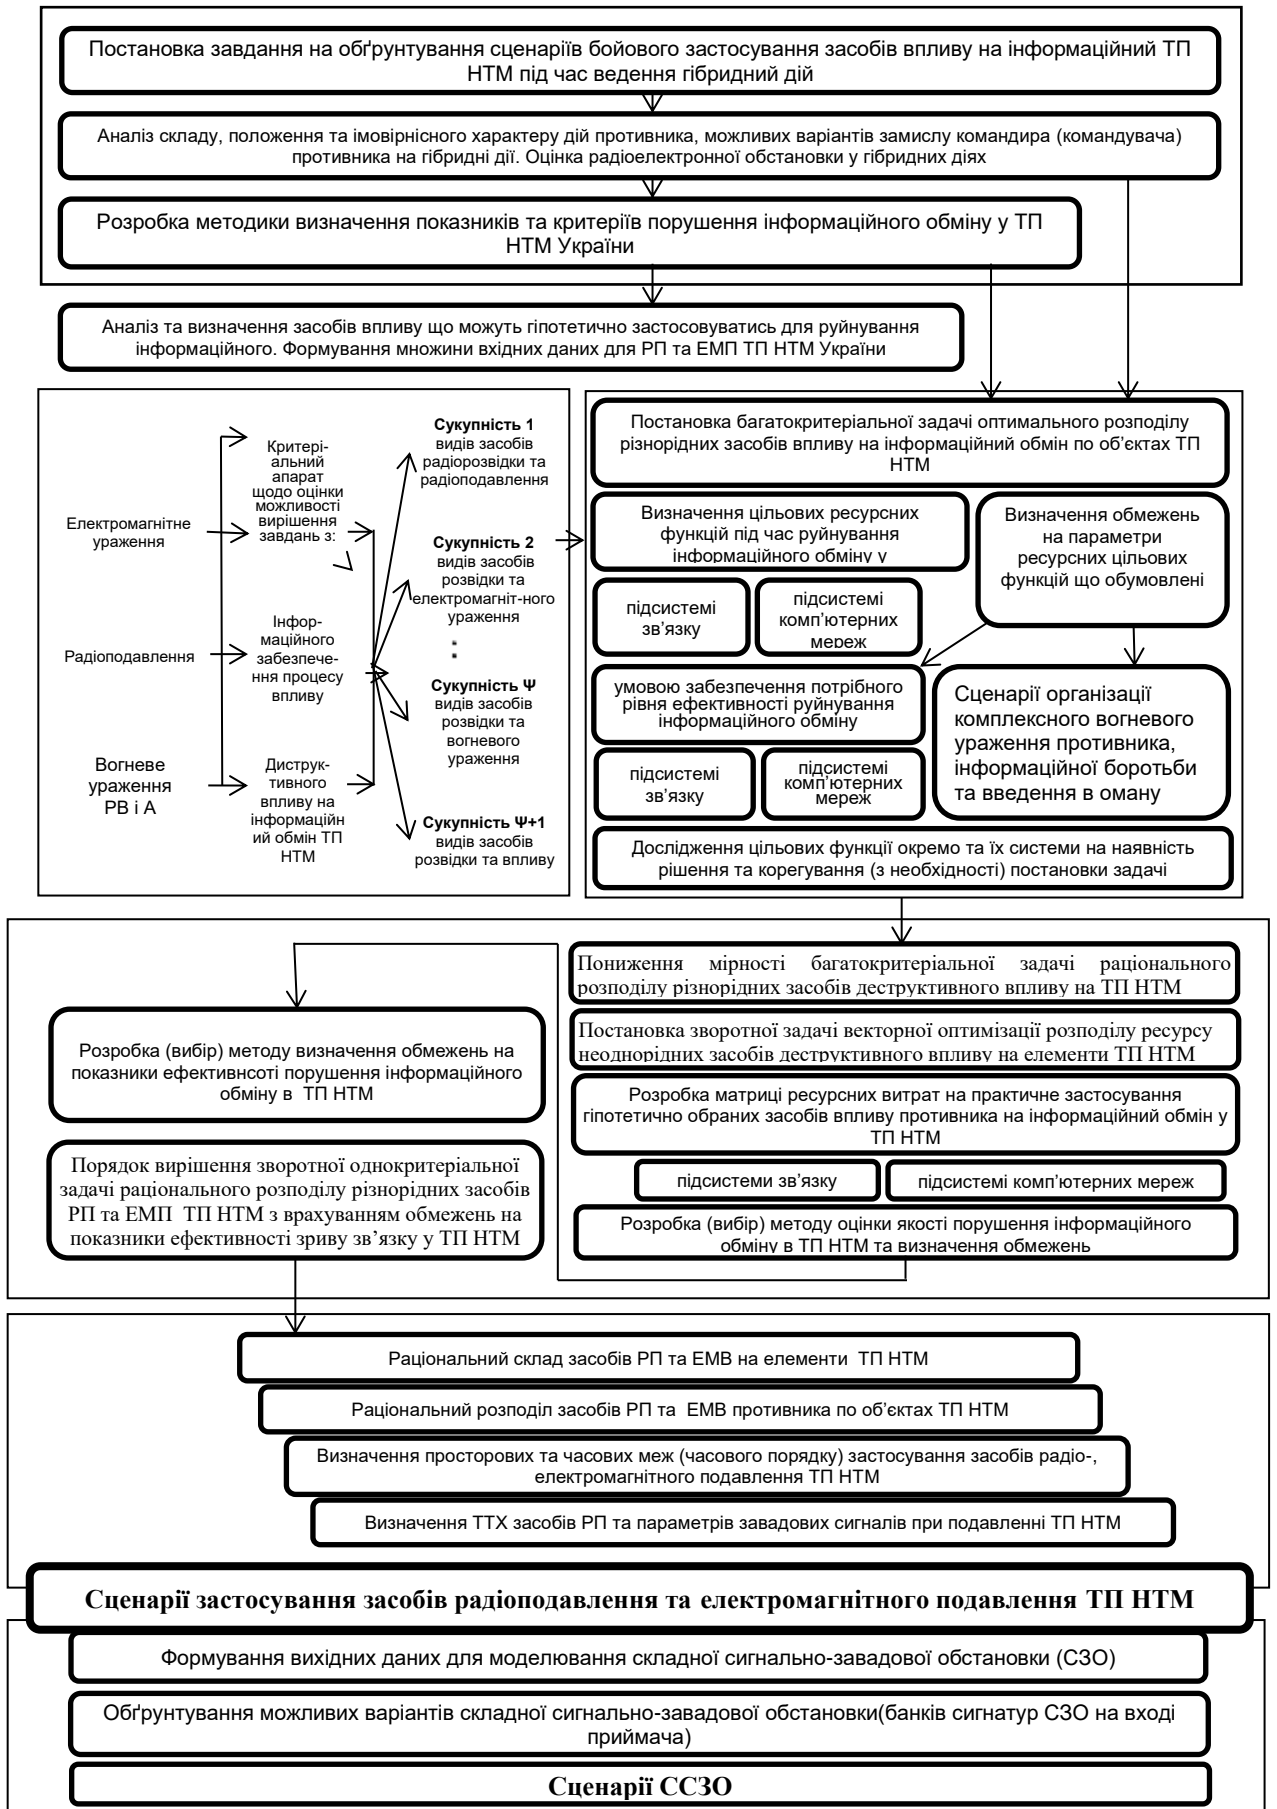 Постановка завдання на обґрунтування сценаріїв бойового застосування засобів впливу на інформаційний ТП
НТМ під час ведення гібридний дій
Аналіз складу, положення та імовірнісного характеру дій противника, можливих варіантів замислу командира (командувача)
противника на гібридні дії. Оцінка радіоелектронної обстановки у гібридних діях
Розробка методики визначення показників та критеріїв порушення інформаційного обміну у ТП
НТМ України
Аналіз та визначення засобів впливу що можуть гіпотетично застосовуватись для руйнування
інформаційного. Формування множини вхідних даних для РП та ЕМП ТП НТМ України
Електромагнітне
ураження
Радіоподавлення
Вогневе
ураження
РВ і А
Критері-
альний
апарат
щодо оцінки
можливості
вирішення
завдань з:
Інфор-
маційного
забезпече-
ння процесу
впливу
Диструк-
тивного
впливу на
інформаційн
ий обмін ТП
НТМ
Сукупність 1
видів засобів
радіорозвідки та
радіоподавлення
Сукупність 2
видів засобів
розвідки та
електромагніт-ного
ураження
:
Сукупність Ψ
видів засобів
розвідки та
вогневого
ураження
Сукупність Ψ+1
видів засобів
розвідки та впливу
Постановка багатокритеріальної задачі оптимального розподілу
різнорідних засобів впливу на інформаційний обмін по об’єктах ТП
НТМ
Визначення цільових ресурсних
функцій під час руйнування
інформаційного обміну у
Визначення обмежень
на параметри
ресурсних цільових
функцій що обумовлені
підсистемі
зв’язку
підсистемі
комп’ютерних
мереж
умовою забезпечення потрібного
рівня ефективності руйнування
інформаційного обміну
Сценарії організації
комплексного вогневого
ураження противника,
інформаційної боротьби
та введення в оману
підсистемі
зв’язку
підсистемі
комп’ютерних
мереж
Дослідження цільових функції окремо та їх системи на наявність
рішення та корегування (з необхідності) постановки задачі
Пониження мірності багатокритеріальної задачі раціонального
розподілу різнорідних засобів деструктивного впливу на ТП НТМ
Постановка зворотної задачі векторної оптимізації розподілу ресурсу
неоднорідних засобів деструктивного впливу на елементи ТП НТМ
Розробка матриці ресурсних витрат на практичне застосування
гіпотетично обраних засобів впливу противника на інформаційний обмін у
ТП НТМ
підсистеми зв’язку
підсистемі комп’ютерних мереж
Розробка (вибір) методу оцінки якості порушення інформаційного
обміну в ТП НТМ та визначення обмежень
Розробка (вибір) методу визначення обмежень на
показники ефективнсоті порушення інформаційного
обміну в ТП НТМ
Порядок вирішення зворотної однокритеріальної
задачі раціонального розподілу різнорідних засобів
РП та ЕМП ТП НТМ з врахуванням обмежень на
показники ефективності зриву зв’язку у ТП НТМ
Раціональний склад засобів РП та ЕМВ на елементи ТП НТМ
Раціональний розподіл засобів РП та ЕМВ противника по об’єктах ТП НТМ
Визначення просторових та часових меж (часового порядку) застосування засобів радіо-,
електромагнітного подавлення ТП НТМ
Визначення ТТХ засобів РП та параметрів завадових сигналів при подавленні ТП НТМ
Сценарії застосування засобів радіоподавлення та електромагнітного подавлення ТП НТМ
Формування вихідних даних для моделювання складної сигнально-завадової обстановки (СЗО)
Обґрунтування можливих варіантів складної сигнально-завадової обстановки(банків сигнатур СЗО на вході
приймача)
Сценарії ССЗО